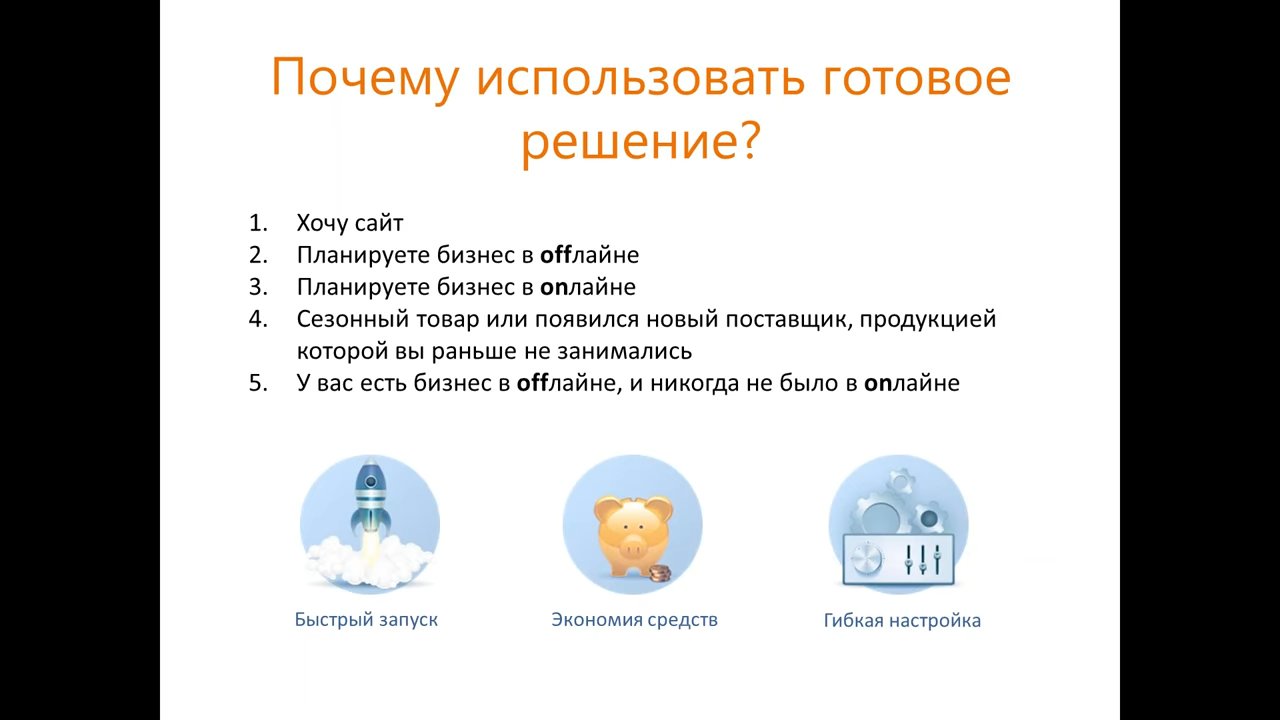 Почему использовать готовое
решение?
1. Хочу сайт
2. Планируете бизнес в offлайне
3. Планируете бизнес в onлайне
4. Сезонный товар или появился новый поставщик, продукцией
которой вы раньше не занимались
5. У вас есть бизнес в offлайне, и никогда не было в onлайне
Быстрый запуск
Экономия средств
Гибкая настройка